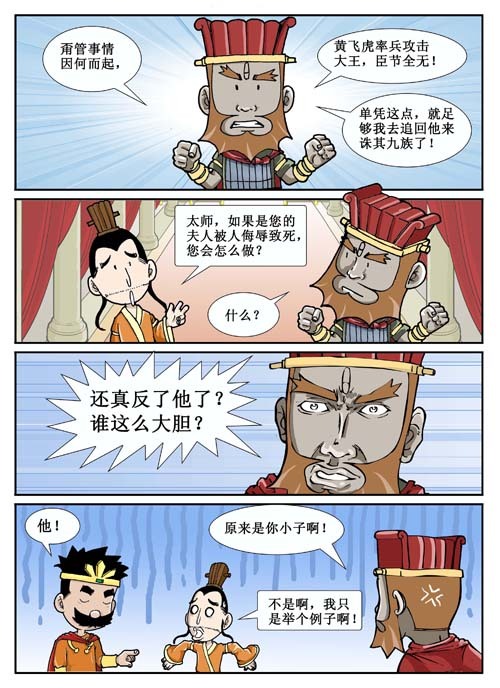 甭管事情
因何而起，
黄飞虎率兵攻击
大王，臣节全无！
单凭这点，就足
够我去追回他来
诛其九族了！
太师，如果是您的
夫人被人侮辱致死，
您会怎么做？
什么？
还真反了他了？
谁这么大胆？
他！
原来是你小子啊！
不是啊，我只
是举个例子啊！